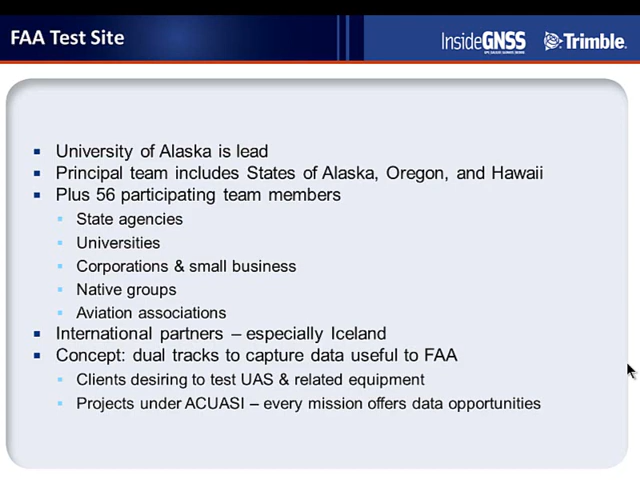 FAA Test Site
InsideGNSS
Trimble.
University of Alaska is lead
Principal team includes States of Alaska, Oregon, and Hawaii
Plus 56 participating team members
State agencies
Universities
Corporations & small business
Native groups
Aviation associations
International partners – especially Iceland
Concept: dual tracks to capture data useful to FAA
Clients desiring to test UAS & related equipment
Projects under ACUASI – every mission offers data opportunities